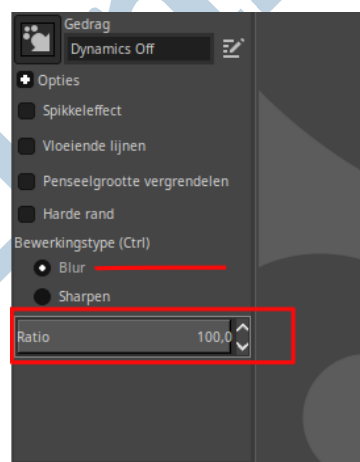 Gedrag
Dynamics Off
Opties
Spikkeleffect
Vloeiende lijnen
Penseelgrootte vergrendelen
Harde rand
Bewerkingstype (Ctrl)
Blur
Sharpen
Ratio 100,0